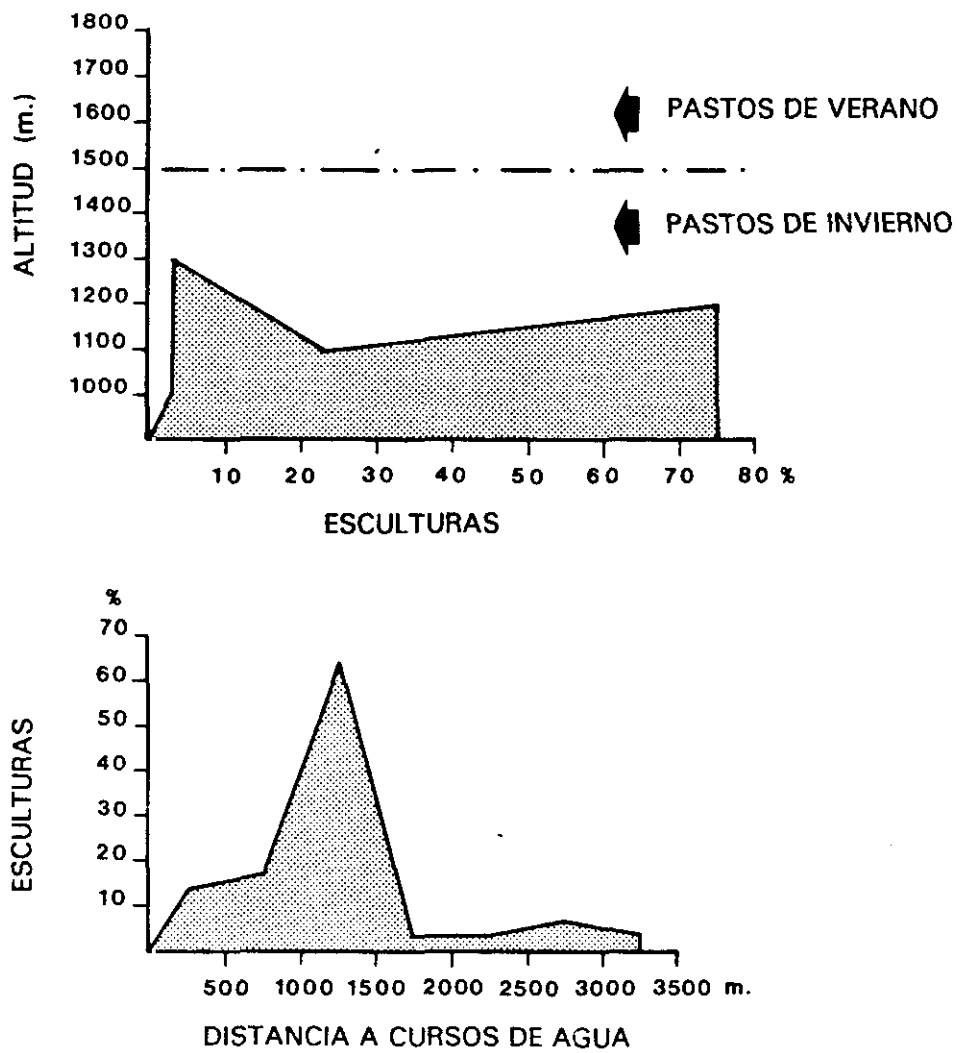 1800
1700
1600
1500
1400
1300
1200
1100
1000
ALTITUD (m.)
PASTOS DE VERANO
PASTOS DE INVIERNO
10 20 30 40 50 60 70 80 %
ESCULTURAS
%
70
60
50
40
30
20
10
ESCULTURAS
500 1000 1500 2000 2500 3000 3500 m.
DISTANCIA A CURSOS DE AGUA